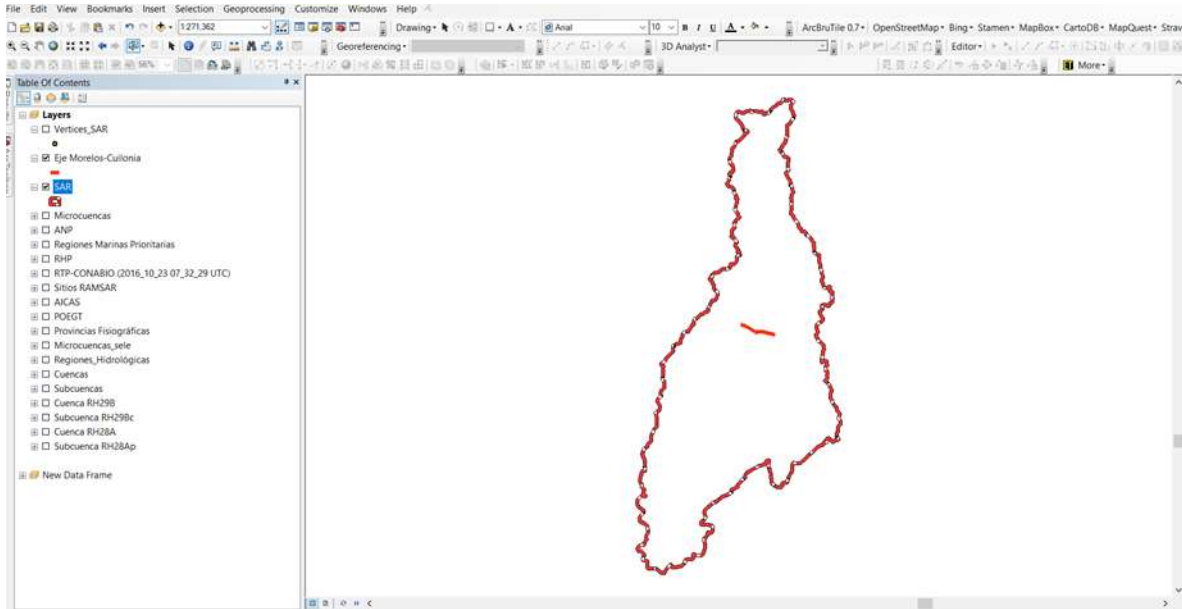 File Edit View Bookmarks Insert Selection Geoprocessing Customize Windows Help
1:271.362 Drawing A Arial 10 B I U A ArcBruTile 0.7 OpenStreetMap Bing Stamen MapBox CartoDB MapQuest Strav
Georeferencing 3D Analyst Editor
56% More
Table Of Contents
Layers
Vertices_SAR
Eje Morelos-Cuilonia
SAR
Microcuencas
ANP
Regiones Marinas Prioritarias
RHP
RTP-CONABIO (2016_10_23 07_32_29 UTC)
Sitios RAMSAR
AICAS
POEGT
Provincias Fisiográficas
Microcuencas_sele
Regiones_Hidrológicas
Cuencas
Subcuencas
Cuenca RH29B
Subcuenca RH29Bc
Cuenca RH28A
Subcuenca RH28Ap
New Data Frame